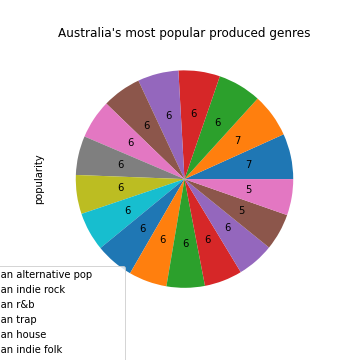 Australia's most popular produced genres
popularity
7
7
6
6
6
6
6
6
6
6
6
6
6
6
6
5
5
an alternative pop
an indie rock
an r&b
an trap
an house
an indie folk